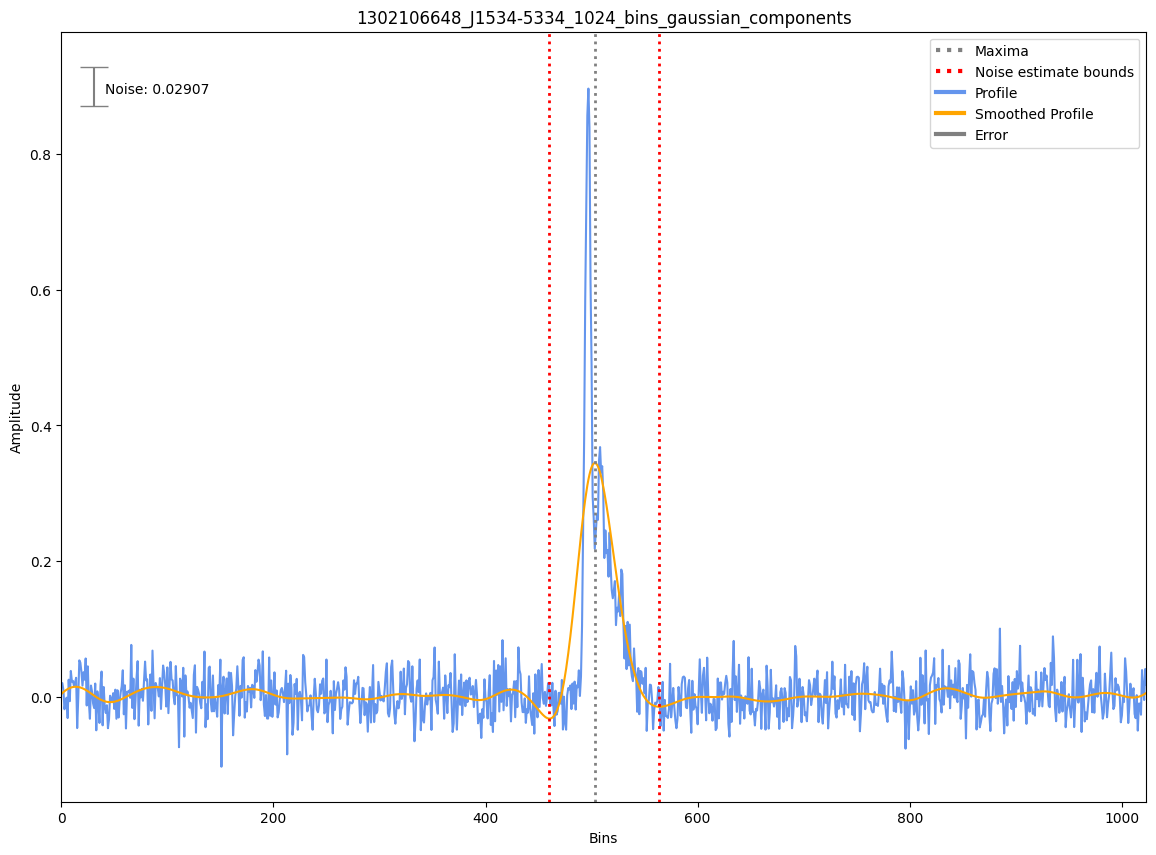 1302106648_J1534-5334_1024_bins_gaussian_components
Maxima
Noise estimate bounds
Profile
Smoothed Profile
Error
Noise: 0.02907
0.8
0.6
0.4
0.2
0.0
Amplitude
0 200 400 600 800 1000
Bins